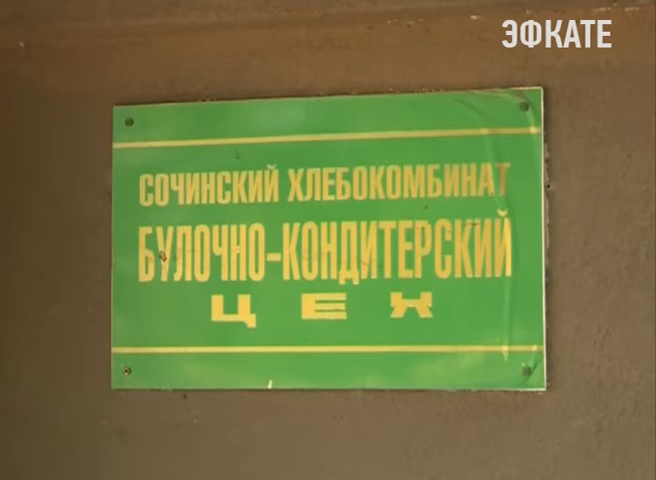 ЭФКАТЕ
СОЧИНСКИЙ ХЛЕБОКОМБИНАТ
БУЛОЧНО-КОНДИТЕРСКИЙ
ЦЕХ